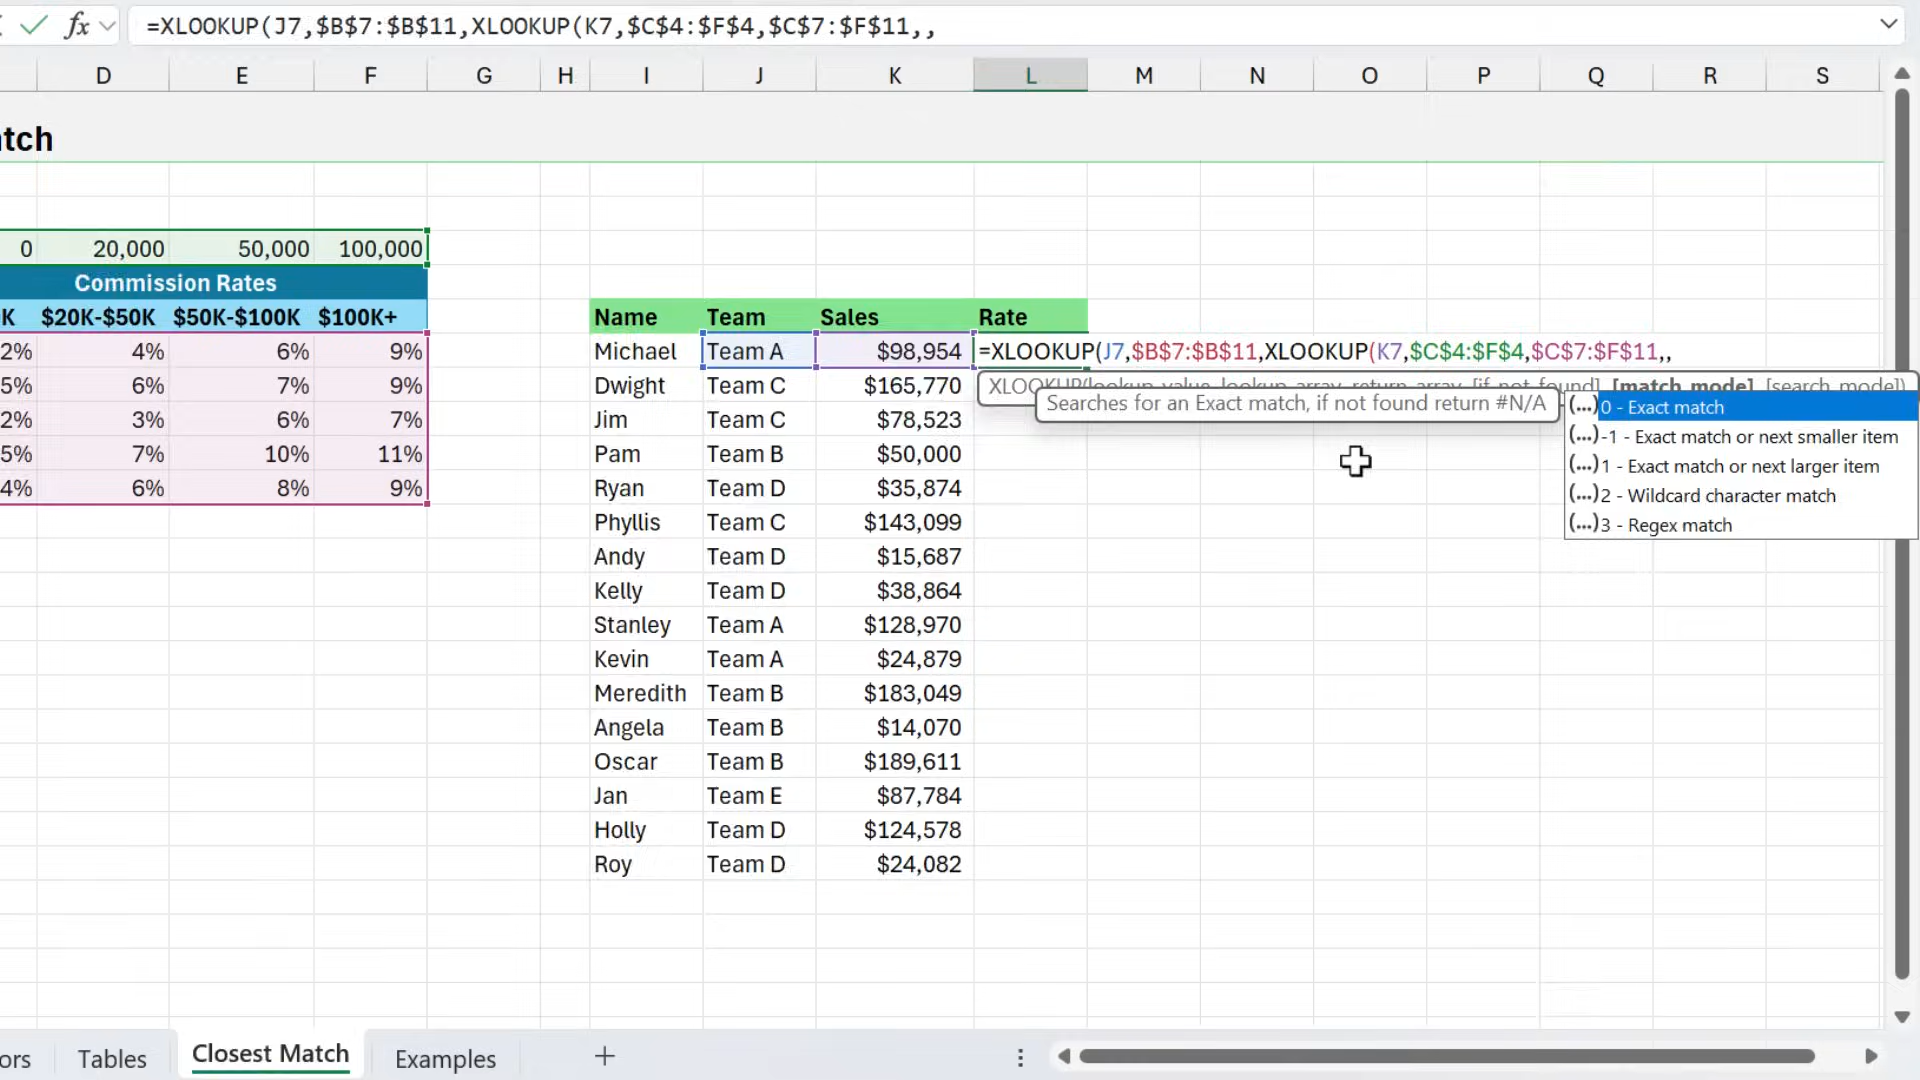 =XLOOKUP(J7,$B$7:$B$11,XLOOKUP(K7,$C$4:$F$4,$C$7:$F$11,,
D E F G H I J K L M N O P Q R S
tch
0 20,000 50,000 100,000
Commission Rates
K $20K-$50K $50K-$100K $100K+
2% 4% 6% 9%
5% 6% 7% 9%
2% 3% 6% 7%
5% 7% 10% 11%
4% 6% 8% 9%
Name Team Sales Rate
Michael Team A $98,954 =XLOOKUP(J7,$B$7:$B$11,XLOOKUP(K7,$C$4:$F$4,$C$7:$F$11,,
Dwight Team C $165,770
Jim Team C $78,523
Pam Team B $50,000
Ryan Team D $35,874
Phyllis Team C $143,099
Andy Team D $15,687
Kelly Team D $38,864
Stanley Team A $128,970
Kevin Team A $24,879
Meredith Team B $183,049
Angela Team B $14,070
Oscar Team B $189,611
Jan Team E $87,784
Holly Team D $124,578
Roy Team D $24,082
XLOOKUP(lookup_value, lookup_array, return_array, [if_not_found], [match_mode], [search_mode])
Searches for an Exact match, if not found return #N/A
(...) 0 - Exact match
(...) -1 - Exact match or next smaller item
(...) 1 - Exact match or next larger item
(...) 2 - Wildcard character match
(...) 3 - Regex match
ors Tables Closest Match Examples +